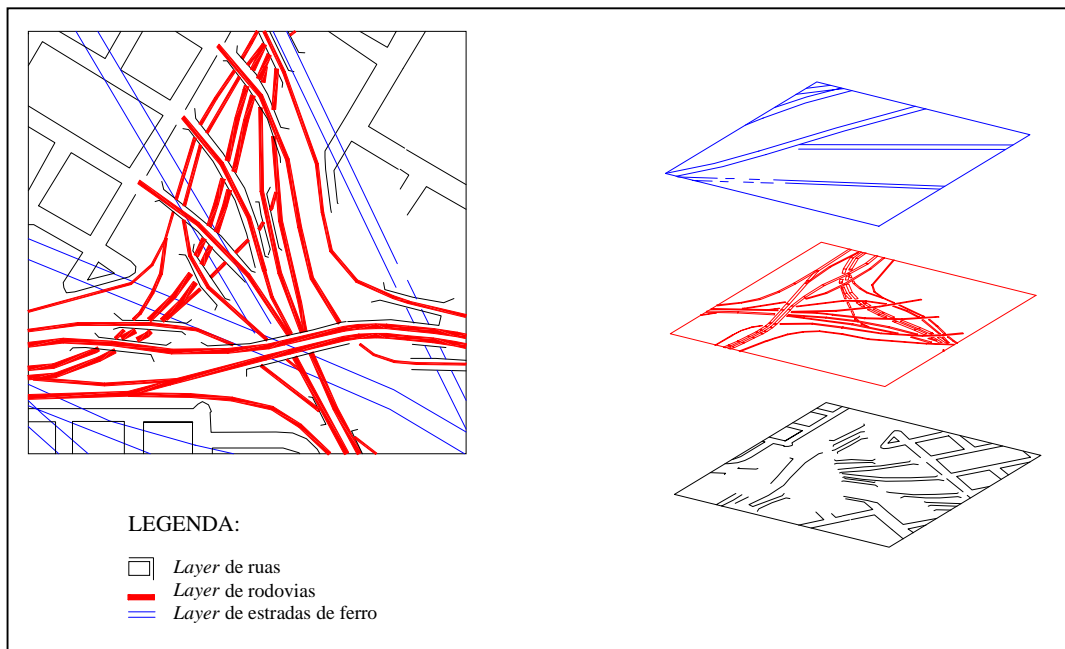 LEGENDA:
Layer de ruas
Layer de rodovias
Layer de estradas de ferro